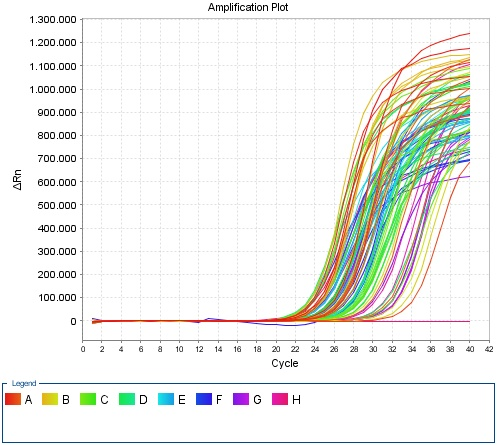 Amplification Plot
1.300.000
1.200.000
1.100.000
1.000.000
900.000
800.000
700.000
600.000
500.000
400.000
300.000
200.000
100.000
0
ΔRn
0 2 4 6 8 10 12 14 16 18 20 22 24 26 28 30 32 34 36 38 40 42
Cycle
Legend
A B C D E F G H